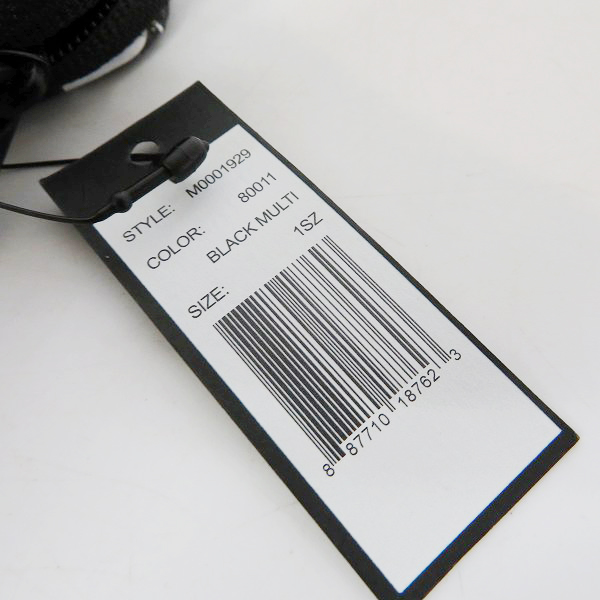 STYLE: M0001929
COLOR: 80011
BLACK MULTI
SIZE: 1SZ
8 87710 18762 3